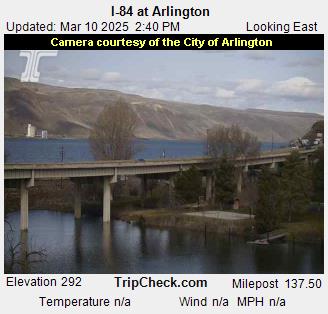 I-84 at Arlington
Updated: Mar 10 2025 2:40 PM Looking East
Camera courtesy of the City of Arlington
Elevation 292 TripCheck.com Milepost 137.50
Temperature n/a Wind n/a MPH n/a